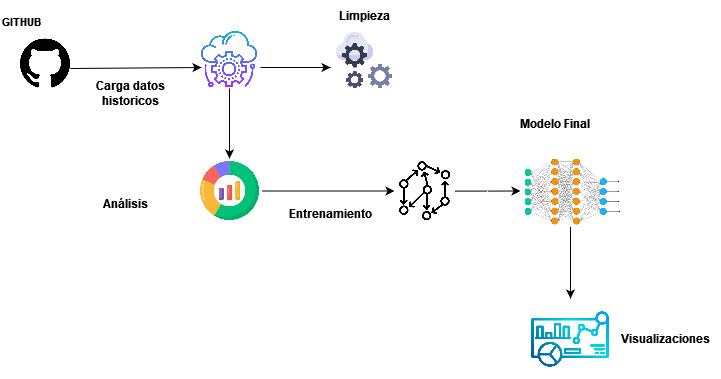 GITHUB
Limpieza
Carga datos
historicos
Modelo Final
Análisis
Entrenamiento
Visualizaciones